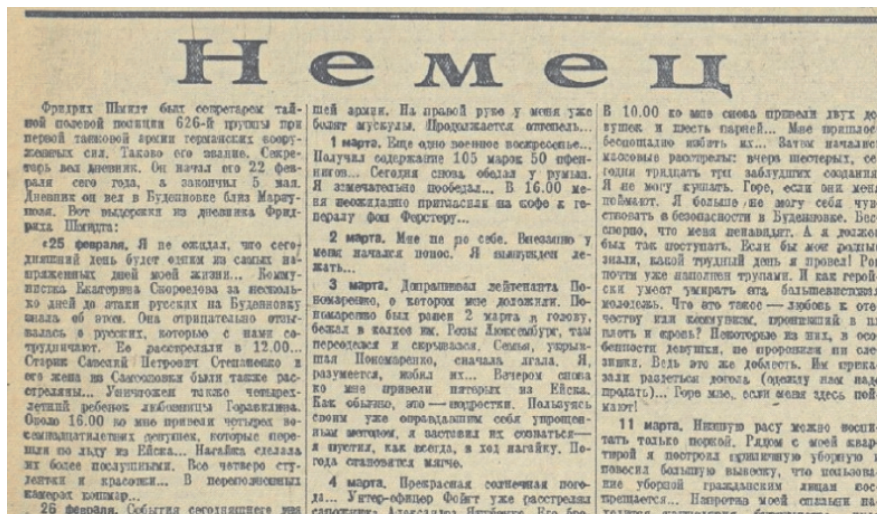 Немец
Фридрих Шмидт был секретарем тай-
ной полевой полиции 626-й группы при
первой танковой армии германских воору-
женных сил. Таково его звание. Секре-
тарь вел дневник. Он начал его 22 фев-
раля сего года, а закончил 5 мая.
Дневник он вел в Буденновке близ Мариу-
поля. Вот выдержки из дневника Фрид-
риха Шмидта:
«25 февраля. Я не ожидал, что сего-
дняшний день будет одним из самых на-
пряженных дней моей жизни... Комму-
нистка Екатерина Скороедова за несколь-
ко дней до атаки русских на Буденновку
знала об этом. Она отрицательно отзы-
валась о русских, которые с нами со-
трудничают. Ее расстреляли в 12.00...
Старик Савелий Петрович Степаненко и
его жена из Самсоновки были также рас-
стреляны... Уничтожен также четырех-
летний ребенок любовницы Горавилина.
Около 16.00 ко мне привели четырех во-
семнадцатилетних девушек, которые пере-
шли по льду из Ейска... Нагайка сделала
их более послушными. Все четверо сту-
дентки и красотки... В переполненных
камерах кошмар...
26 февраля. События сегодняшнего дня
шей армии. На правой руке у меня уже
болят мускулы. Продолжается оттепель...
1 марта. Еще одно военное воскресенье..
Получил содержание 105 марок 50 пфен-
нигов... Сегодня снова обедал у румын.
Я замечательно пообедал... В 16.00 ме-
ня неожиданно пригласили на кофе к ге-
нералу фон Ферстеру...
2 марта. Мне не по себе. Внезапно у
меня начался понос. Я вынужден ле-
жать...
3 марта. Допрашивал лейтенанта По-
номаренко, о котором мне доложили. По-
номаренко был ранен 2 марта в голову,
бежал в колхоз им. Розы Люксембург, там
переоделся и скрывался. Семья, укрыв-
шая Пономаренко, сначала лгала. Я,
разумеется, избил их... Вечером снова
ко мне привели пятерых из Ейска.
Как обычно, это — подростки. Пользуясь
своим уже оправдавшим себя упрощен-
ным методом, я заставил их сознаться—
я пустил, как всегда, в ход нагайку. По-
года становится мягче.
4 марта. Прекрасная солнечная пого-
да... Унтер-офицер Фойгт уже расстрелял
сапожника Александра Якубенко. Его бро-
В 10.00 ко мне снова привели двух де-
вушек и шесть парней... Мне пришлос
беспощадно избить их... Затем начались
массовые расстрелы: вчера шестерых, се
годня тридцать три заблудших создания
Я не могу кушать. Горе, если они меня
поймают. Я больше не могу себя чув
ствовать в безопасности в Буденновке. Бес
спорно, что меня ненавидят. А я должен
был так поступать. Если бы мои родные
знали, какой трудный день я провел! Ров
почти уже наполнен трупами. И как герой-
ски умеет умирать эта большевистская
молодежь. Что это такое — любовь к оте-
честву или коммунизм, проникший в их
плоть и кровь? Некоторые из них, в осо
бенности девушки, не проронили ни сле
зинки. Ведь это же доблесть. Им прика
зали раздеться догола (одежду нам надо
продать)... Горе мне, если меня здесь пой
мают!
11 марта. Низшую расу можно воспи-
тать только поркой. Рядом с моей квар-
тирой я построил приличную уборную и
повесил большую вывеску, что пользова
ние уборной гражданским лицам вос
прещается... Напротив моей спальни на